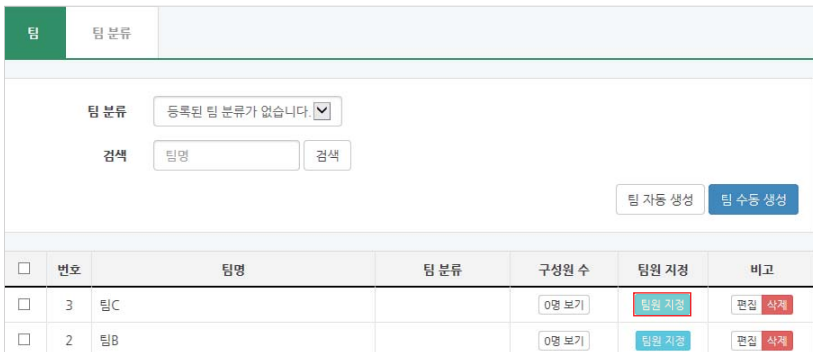 팀 팀 분류
팀 분류 등록된 팀 분류가 없습니다.
검색 팀명 검색
팀 자동 생성 팀 수동 생성
번호 팀명 팀 분류 구성원 수 팀원 지정 비고
3 팀C 0명 보기 팀원 지정 편집 삭제
2 팀B 0명 보기 팀원 지정 편집 삭제